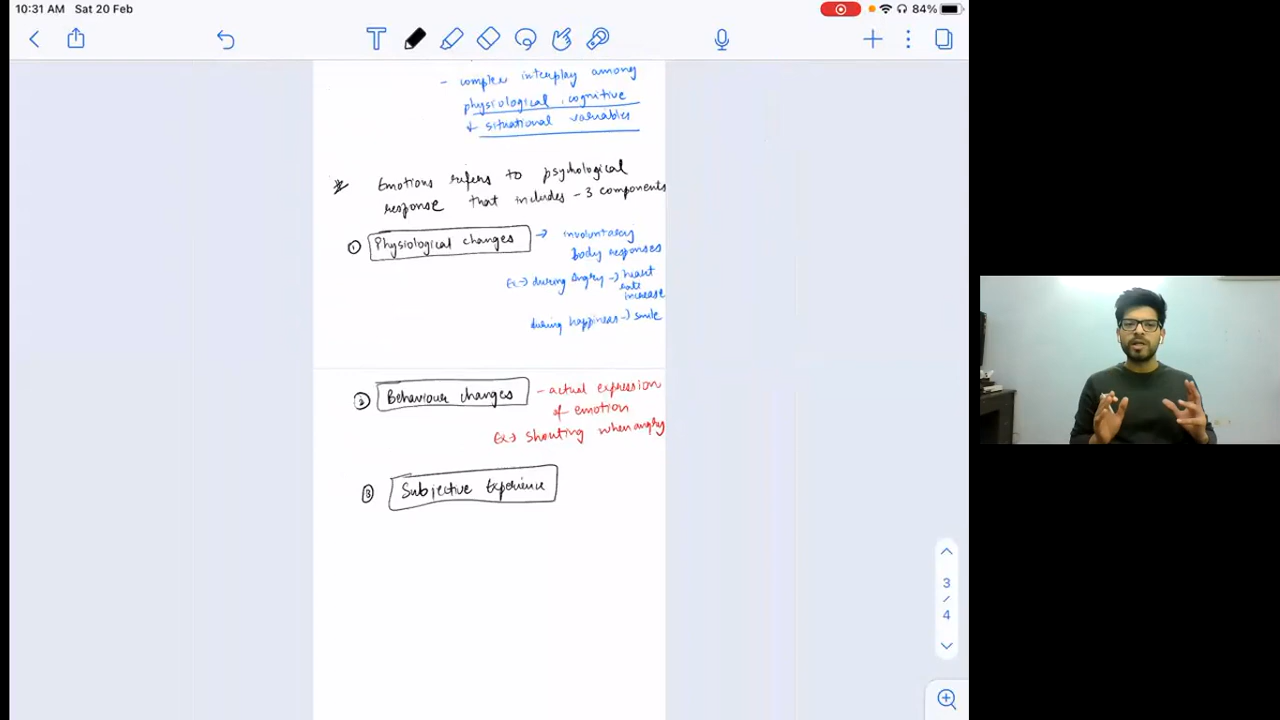 10:31 AM Sat 20 Feb
84%
- complex interplay among
physiological, cognitive
+ situational variables
Emotions refers to psychological
response that includes - 3 components
① Physiological changes → involuntary
body responses
Ex → during Angry → heart
rate
increase
during happiness → smile
② Behaviour changes - actual expression
of emotion
Ex → shouting when angry
③ Subjective Experience
3
/
4